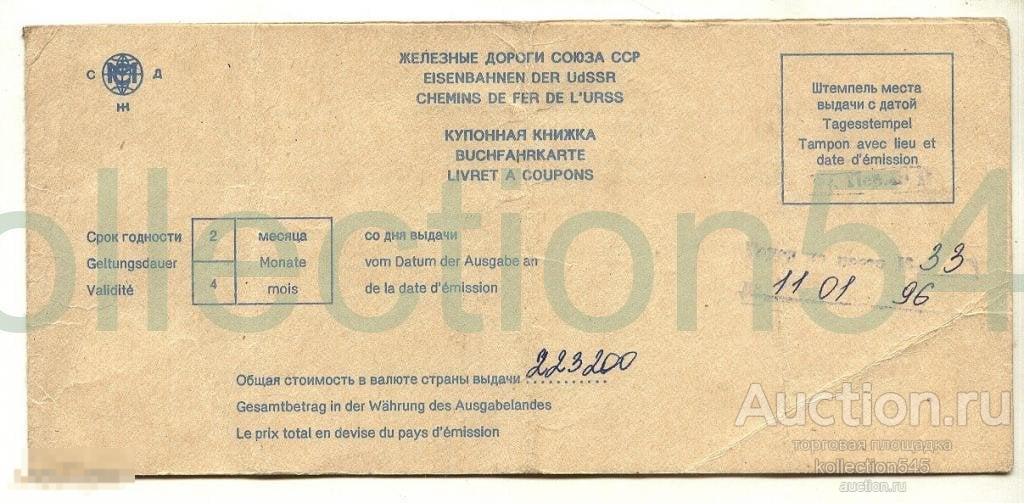 С Д
Ж
ЖЕЛЕЗНЫЕ ДОРОГИ СОЮЗА ССР
EISENBAHNEN DER UdSSR
CHEMINS DE FER DE L'URSS
КУПОННАЯ КНИЖКА
BUCHFAHRKARTE
LIVRET A COUPONS
Штемпель места
выдачи с датой
Tagesstempel
Tampon avec lieu et
date d'émission
Срок годности 2 месяца со дня выдачи
Geltungsdauer Monate vom Datum der Ausgabe an
Validité 4 mois de la date d'émission
33
11 01 96
Общая стоимость в валюте страны выдачи 223200
Gesamtbetrag in der Währung des Ausgabelandes
Le prix total en devise du pays d'émission
ollection54
Auction.ru
торговая площадка
kollection545
auction.ru